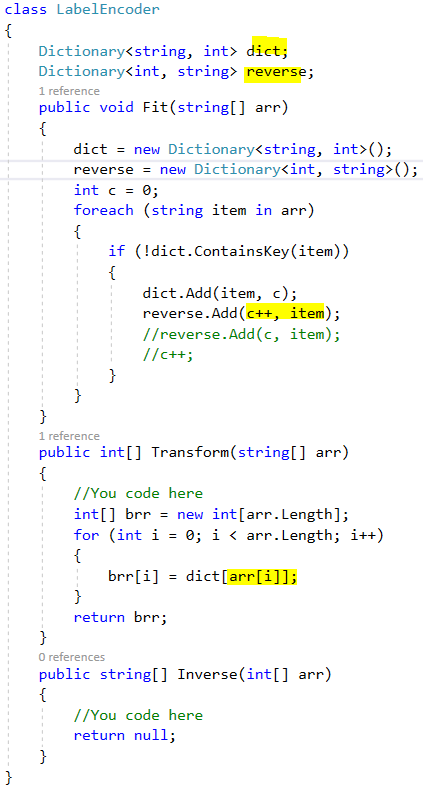 class LabelEncoder
{
Dictionary<string, int> dict;
Dictionary<int, string> reverse;
1 reference
public void Fit(string[] arr)
{
dict = new Dictionary<string, int>();
reverse = new Dictionary<int, string>();
int c = 0;
foreach (string item in arr)
{
if (!dict.ContainsKey(item))
{
dict.Add(item, c);
reverse.Add(c++, item);
//reverse.Add(c, item);
//c++;
}
}
}
1 reference
public int[] Transform(string[] arr)
{
//You code here
int[] brr = new int[arr.Length];
for (int i = 0; i < arr.Length; i++)
{
brr[i] = dict[arr[i]];
}
return brr;
}
0 references
public string[] Inverse(int[] arr)
{
//You code here
return null;
}
}